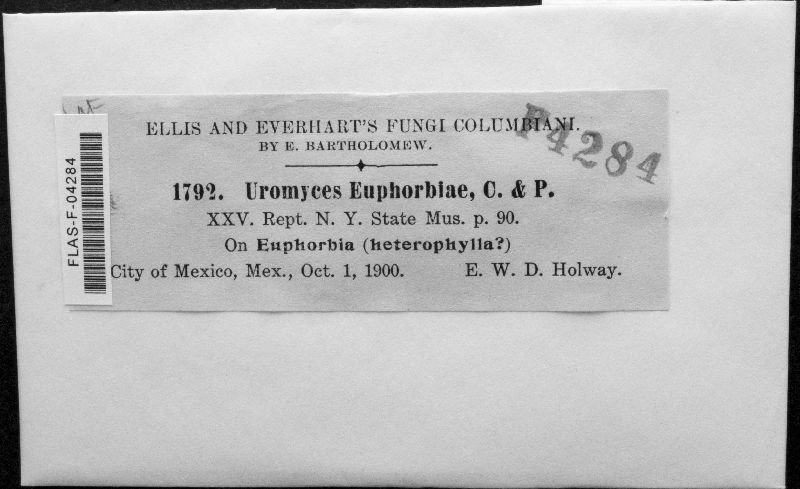 ELLIS AND EVERHART'S FUNGI COLUMBIANI.
BY E. BARTHOLOMEW.
F4284
1792. Uromyces Euphorbiae, C. & P.
XXV. Rept. N. Y. State Mus. p. 90.
On Euphorbia (heterophylla?)
City of Mexico, Mex., Oct. 1, 1900. E. W. D. Holway.
FLAS-F-04284